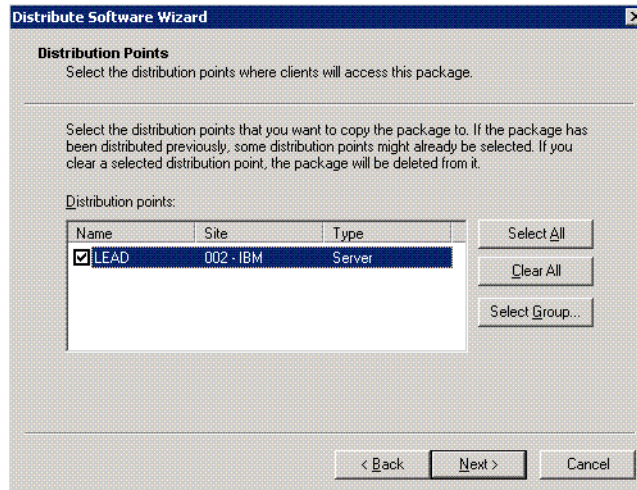 Distribute Software Wizard
Distribution Points
Select the distribution points where clients will access this package.
Select the distribution points that you want to copy the package to. If the package has
been distributed previously, some distribution points might already be selected. If you
clear a selected distribution point, the package will be deleted from it.
Distribution points:
Name Site Type
LEAD 002 - IBM Server
Select All
Clear All
Select Group...
< Back Next > Cancel